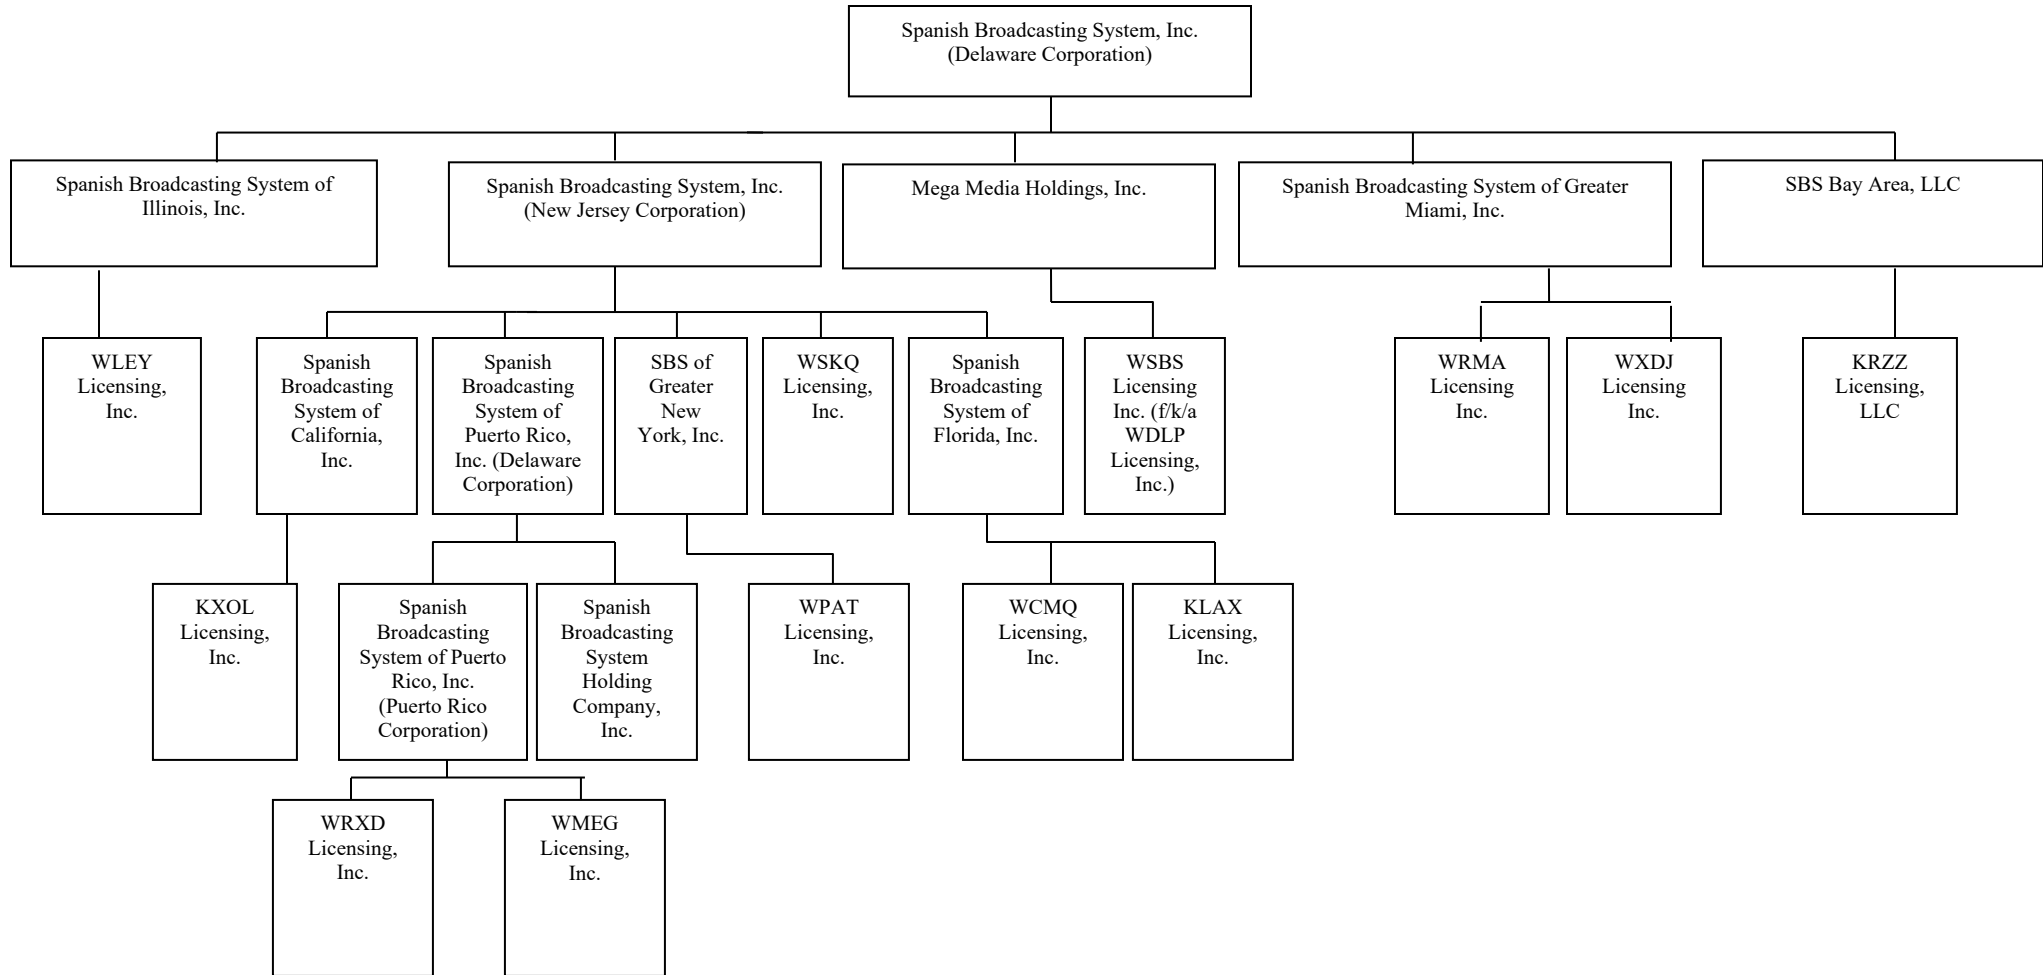 Spanish Broadcasting System, Inc.
(Delaware Corporation)
Spanish Broadcasting System of
Illinois, Inc.
Spanish Broadcasting System, Inc.
(New Jersey Corporation)
Mega Media Holdings, Inc.
Spanish Broadcasting System of Greater
Miami, Inc.
SBS Bay Area, LLC
WLEY
Licensing,
Inc.
Spanish
Broadcasting
System of
California,
Inc.
Spanish
Broadcasting
System of
Puerto Rico,
Inc. (Delaware
Corporation)
SBS of
Greater
New
York, Inc.
WSKQ
Licensing,
Inc.
Spanish
Broadcasting
System of
Florida, Inc.
WSBS
Licensing
Inc. (f/k/a
WDLP
Licensing,
Inc.)
WRMA
Licensing
Inc.
WXDJ
Licensing
Inc.
KRZZ
Licensing,
LLC
KXOL
Licensing,
Inc.
Spanish
Broadcasting
System of Puerto
Rico, Inc.
(Puerto Rico
Corporation)
Spanish
Broadcasting
System
Holding
Company,
Inc.
WPAT
Licensing,
Inc.
WCMQ
Licensing,
Inc.
KLAX
Licensing,
Inc.
WRXD
Licensing,
Inc.
WMEG
Licensing,
Inc.